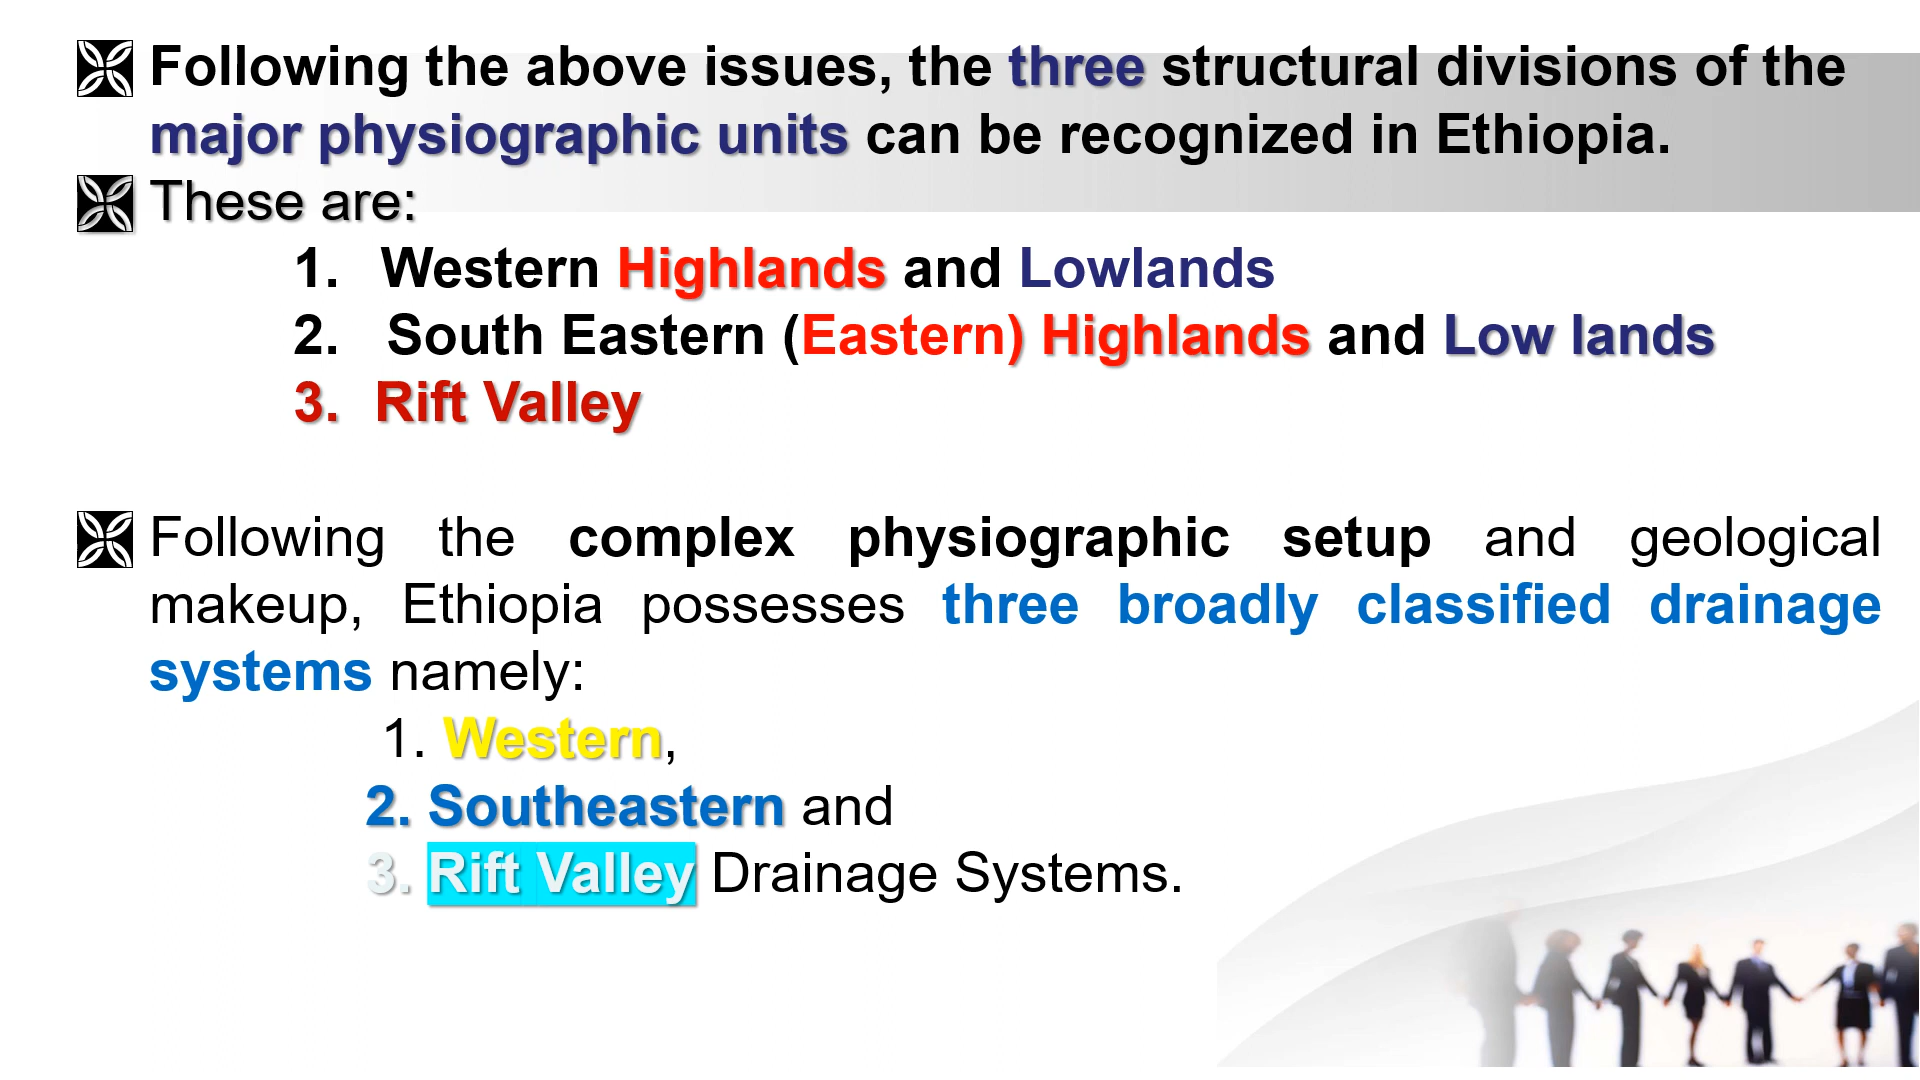 Following the above issues, the three structural divisions of the
major physiographic units can be recognized in Ethiopia.
These are:
1. Western Highlands and Lowlands
2. South Eastern (Eastern) Highlands and Low lands
3. Rift Valley
Following the complex physiographic setup and geological
makeup, Ethiopia possesses three broadly classified drainage
systems namely:
1. Western,
2. Southeastern and
3. Rift Valley Drainage Systems.